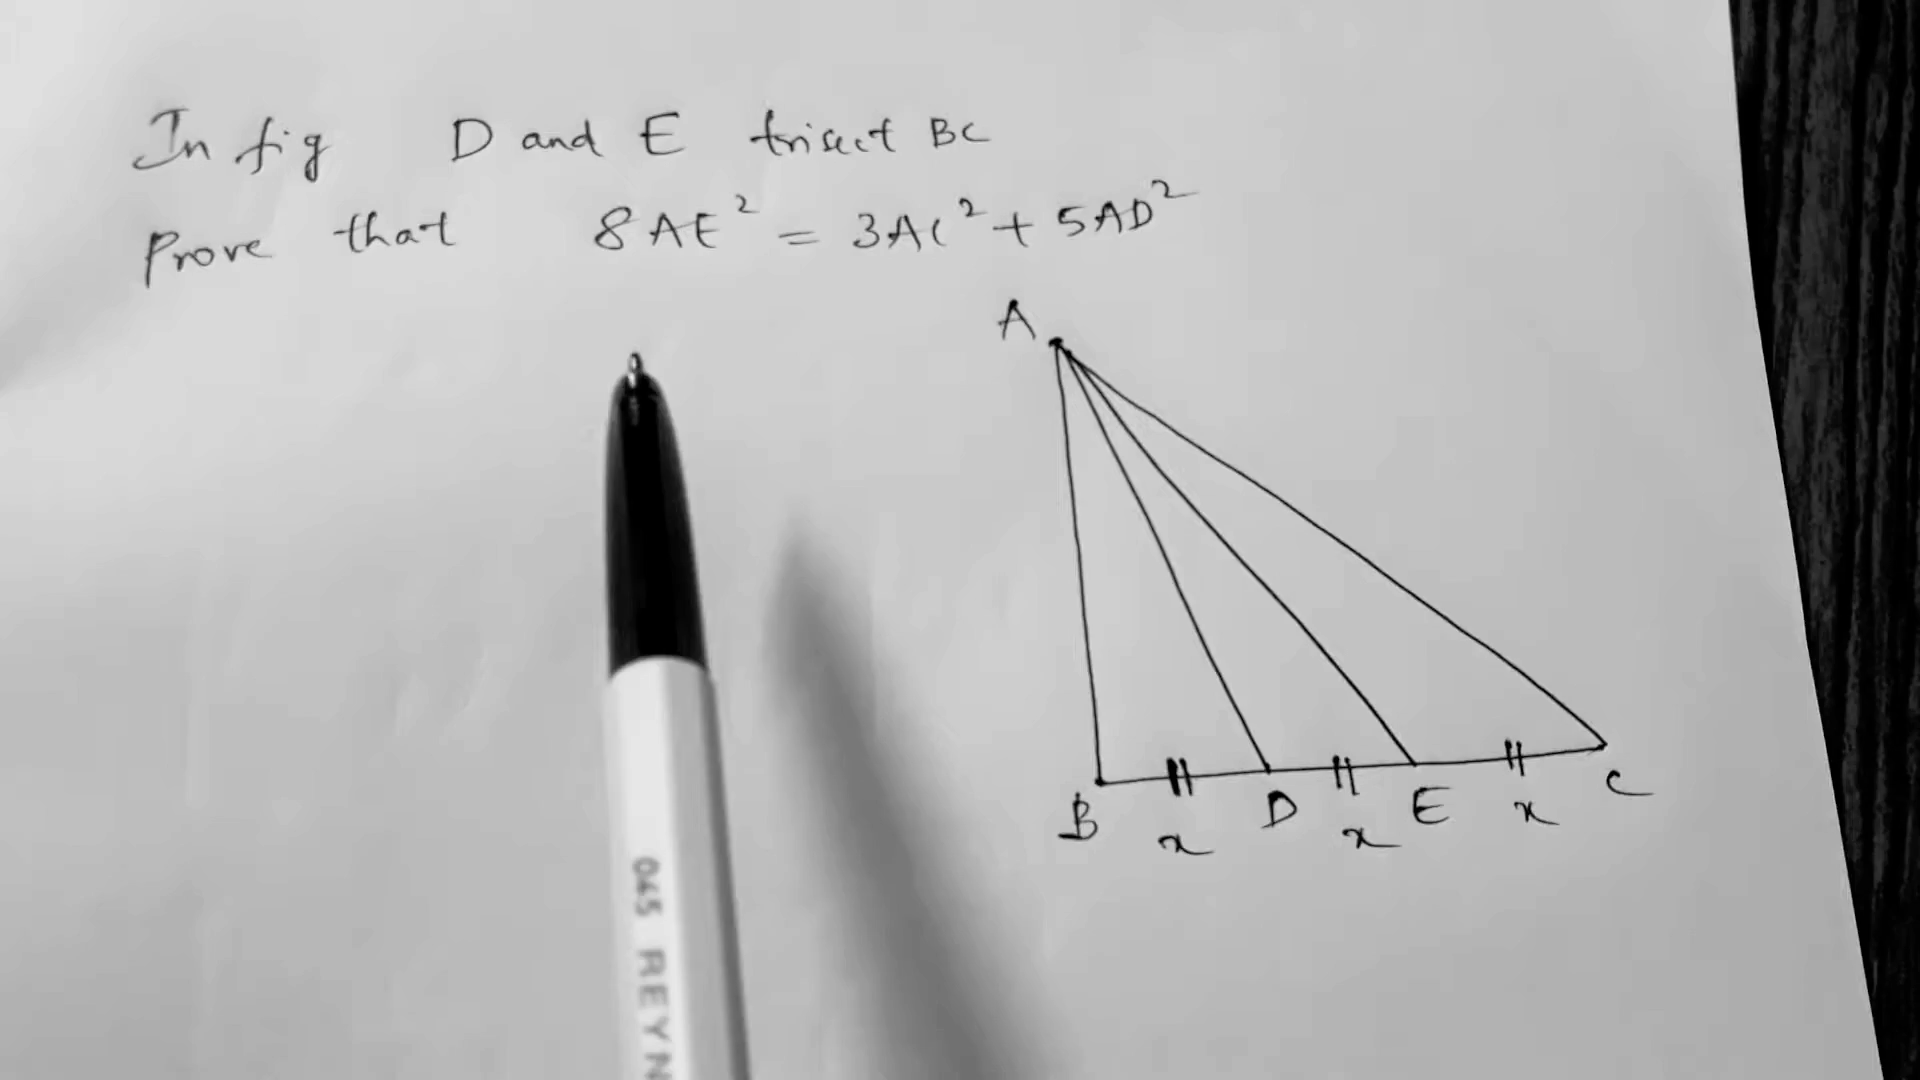 In fig D and E trisect BC
Prove that 8AE² = 3AC² + 5AD²
A
B D E C
x x x
045 REYN